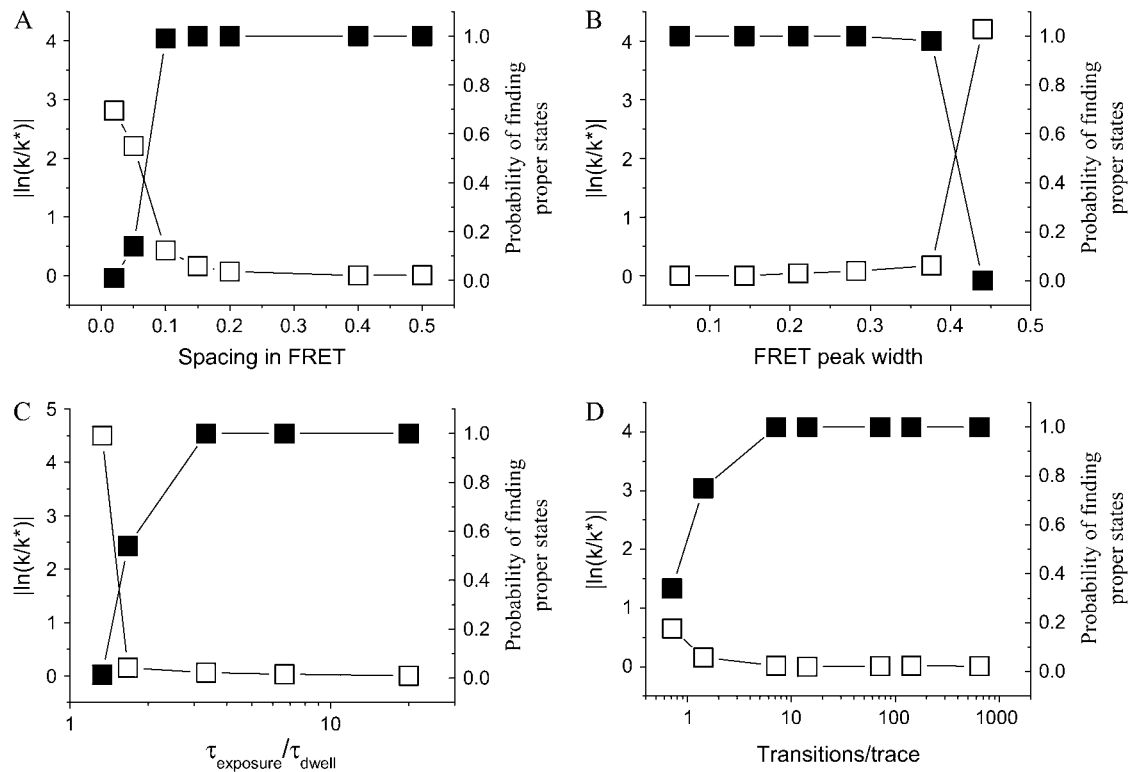 A
|ln(k/k*)|
4
3
2
1
0
1.0
0.8
0.6
0.4
0.2
0.0
Probability of finding
proper states
0.0 0.1 0.2 0.3 0.4 0.5
Spacing in FRET
B
|ln(k/k*)|
4
3
2
1
0
1.0
0.8
0.6
0.4
0.2
0.0
Probability of finding
proper states
0.1 0.2 0.3 0.4 0.5
FRET peak width
C
|ln(k/k*)|
5
4
3
2
1
0
1.0
0.8
0.6
0.4
0.2
0.0
Probability of finding
proper states
1 10
τexposure/τdwell
D
|ln(k/k*)|
4
3
2
1
0
1.0
0.8
0.6
0.4
0.2
0.0
Probability of finding
proper states
1 10 100 1000
Transitions/trace